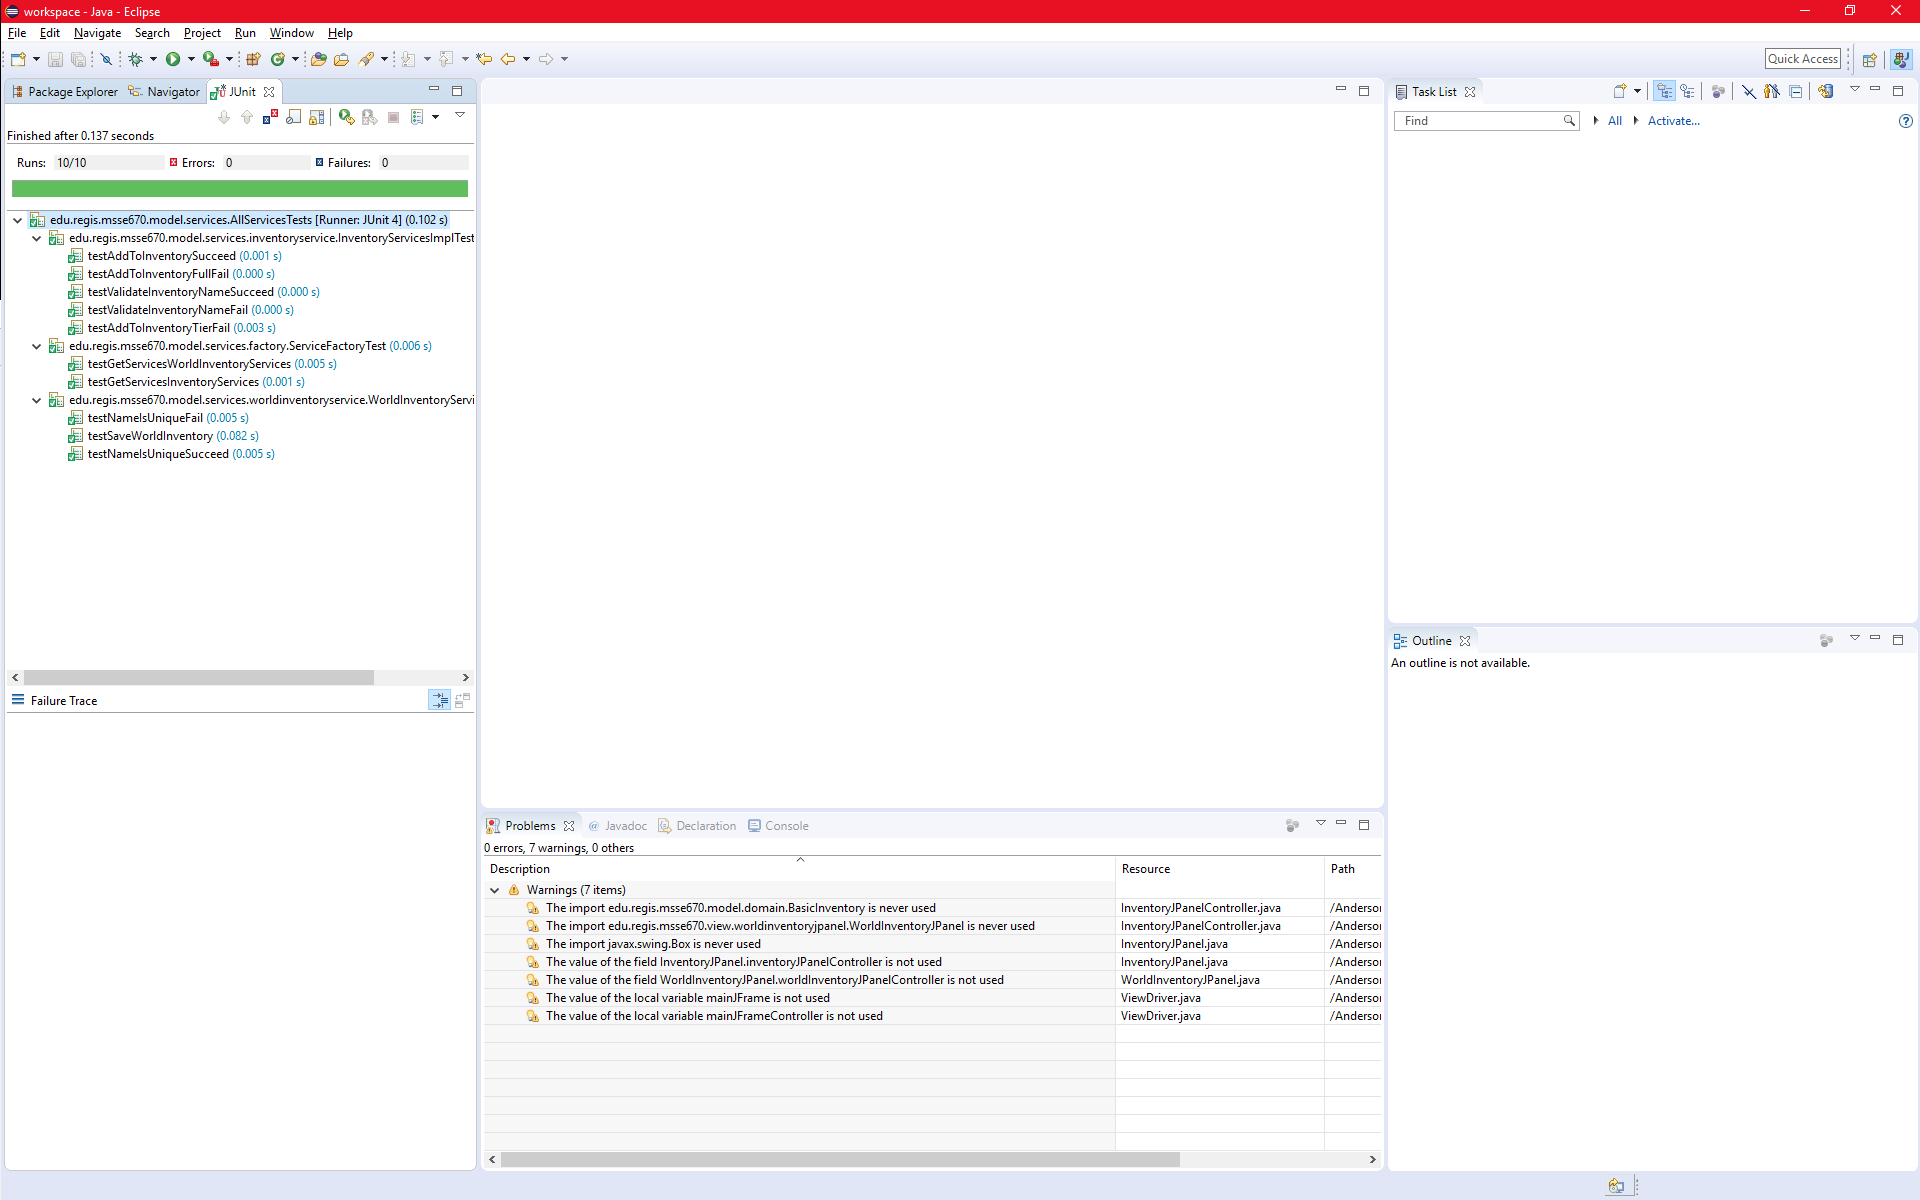 workspace - Java - Eclipse
File Edit Navigate Search Project Run Window Help
Quick Access
Package Explorer Navigator JUnit
Finished after 0.137 seconds
Runs: 10/10 Errors: 0 Failures: 0
edu.regis.msse670.model.services.AllServicesTests [Runner: JUnit 4] (0.102 s)
edu.regis.msse670.model.services.inventoryservice.InventoryServicesImplTest
testAddToInventorySucceed (0.001 s)
testAddToInventoryFullFail (0.000 s)
testValidateInventoryNameSucceed (0.000 s)
testValidateInventoryNameFail (0.000 s)
testAddToInventoryTierFail (0.003 s)
edu.regis.msse670.model.services.factory.ServiceFactoryTest (0.006 s)
testGetServicesWorldInventoryServices (0.005 s)
testGetServicesInventoryServices (0.001 s)
edu.regis.msse670.model.services.worldinventoryservice.WorldInventoryServi
testNameIsUniqueFail (0.005 s)
testSaveWorldInventory (0.082 s)
testNameIsUniqueSucceed (0.005 s)
Failure Trace
Task List
Find All Activate...
Outline
An outline is not available.
Problems @ Javadoc Declaration Console
0 errors, 7 warnings, 0 others
Description Resource Path
Warnings (7 items)
The import edu.regis.msse670.model.domain.BasicInventory is never used InventoryJPanelController.java /Anderso
The import edu.regis.msse670.view.worldinventoryjpanel.WorldInventoryJPanel is never used InventoryJPanelController.java /Anderso
The import javax.swing.Box is never used InventoryJPanel.java /Anderso
The value of the field InventoryJPanel.inventoryJPanelController is not used InventoryJPanel.java /Anderso
The value of the field WorldInventoryJPanel.worldInventoryJPanelController is not used WorldInventoryJPanel.java /Anderso
The value of the local variable mainJFrame is not used ViewDriver.java /Anderso
The value of the local variable mainJFrameController is not used ViewDriver.java /Anderso